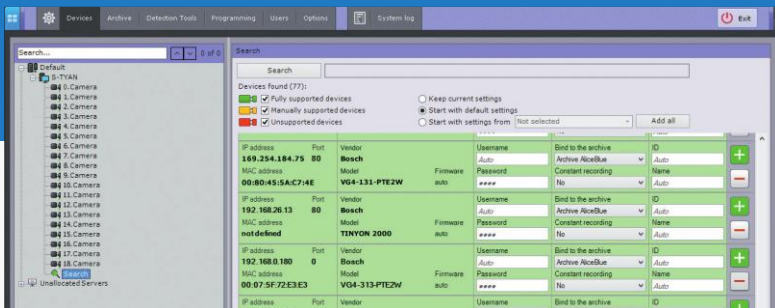 Devices Archive Detection Tools Programming Users Options System log Exit
Search... 0 of 0
Default
S-TYAN
0.Camera
1.Camera
2.Camera
3.Camera
4.Camera
5.Camera
6.Camera
7.Camera
8.Camera
9.Camera
10.Camera
11.Camera
12.Camera
13.Camera
14.Camera
15.Camera
16.Camera
17.Camera
18.Camera
Search
Unallocated Servers
Search
Search
Devices found (77):
Fully supported devices Keep current settings
Manually supported devices Start with default settings
Unsupported devices Start with settings from Not selected Add all
IP address Port Vendor Username Bind to the archive ID
169.254.184.75 80 Bosch Auto Archive AliceBlue Auto
MAC address Model Firmware Password Constant recording Name
00:80:45:5A:C7:4E VG4-131-PTE2W auto **** No Auto
IP address Port Vendor Username Bind to the archive ID
192.168.26.13 80 Bosch Auto Archive AliceBlue Auto
MAC address Model Firmware Password Constant recording Name
not defined TINYON 2000 auto **** No Auto
IP address Port Vendor Username Bind to the archive ID
192.168.0.180 0 Bosch Auto Archive AliceBlue Auto
MAC address Model Firmware Password Constant recording Name
00:07:5F:72:E3:E3 VG4-313-PTE2W auto **** No Auto
IP address Port Vendor Username Bind to the archive ID